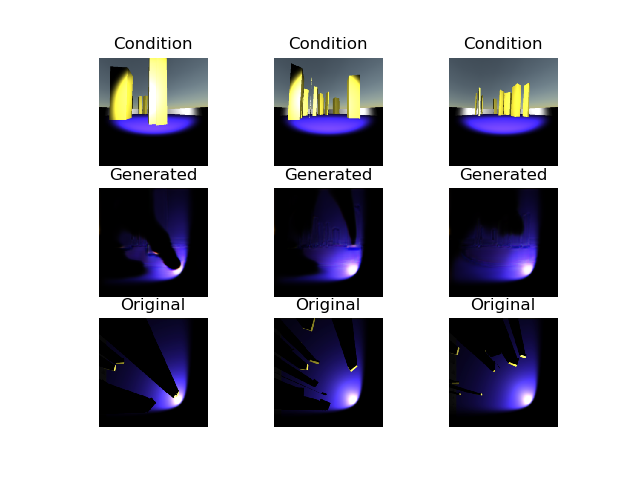 Condition Condition Condition
Generated Generated Generated
Original Original Original